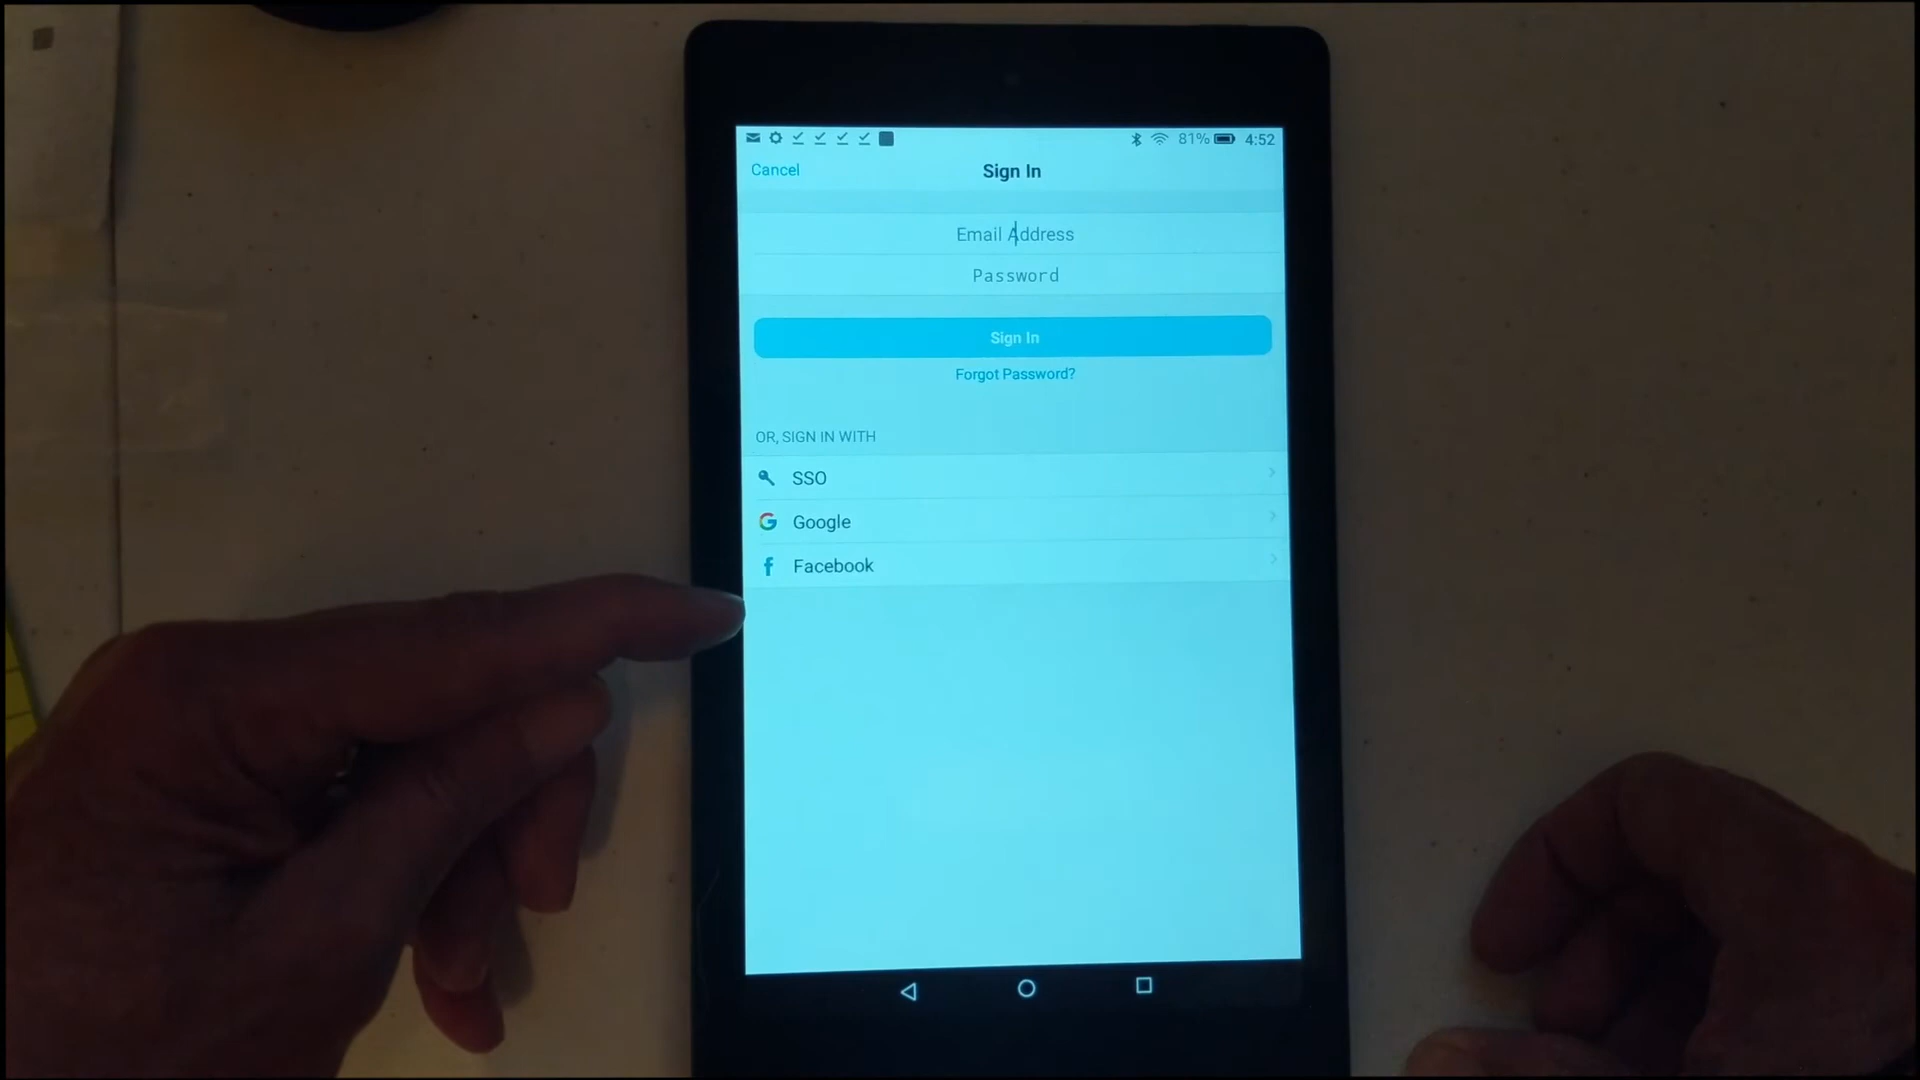 81% 4:52
Cancel Sign In
Email Address
Password
Sign In
Forgot Password?
OR, SIGN IN WITH
SSO
Google
Facebook